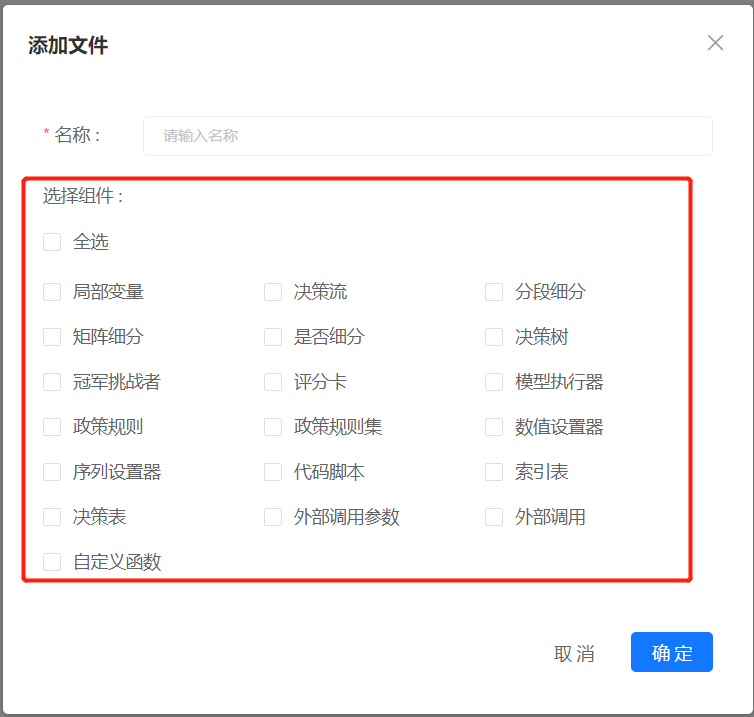 添加文件
* 名称：
请输入名称
选择组件：
全选
局部变量 决策流 分段细分
矩阵细分 是否细分 决策树
冠军挑战者 评分卡 模型执行器
政策规则 政策规则集 数值设置器
序列设置器 代码脚本 索引表
决策表 外部调用参数 外部调用
自定义函数
取消 确定